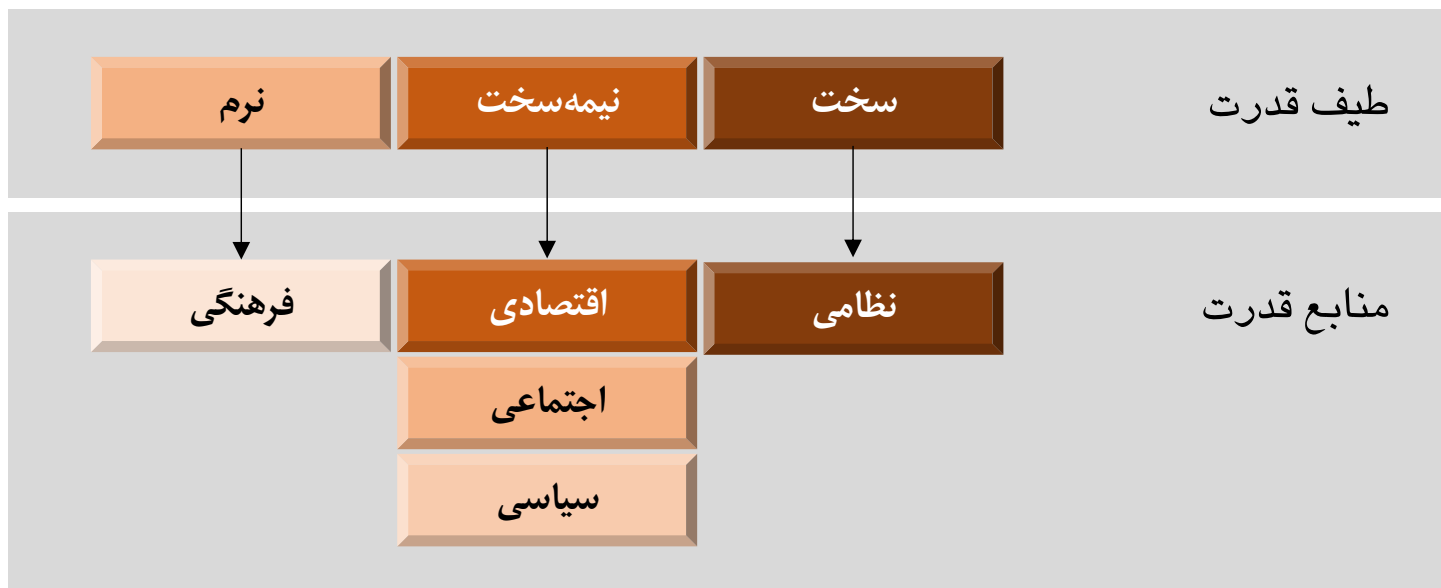 طیف قدرت
سخت
نیمه‌سخت
نرم
منابع قدرت
نظامی
اقتصادی
فرهنگی
اجتماعی
سیاسی